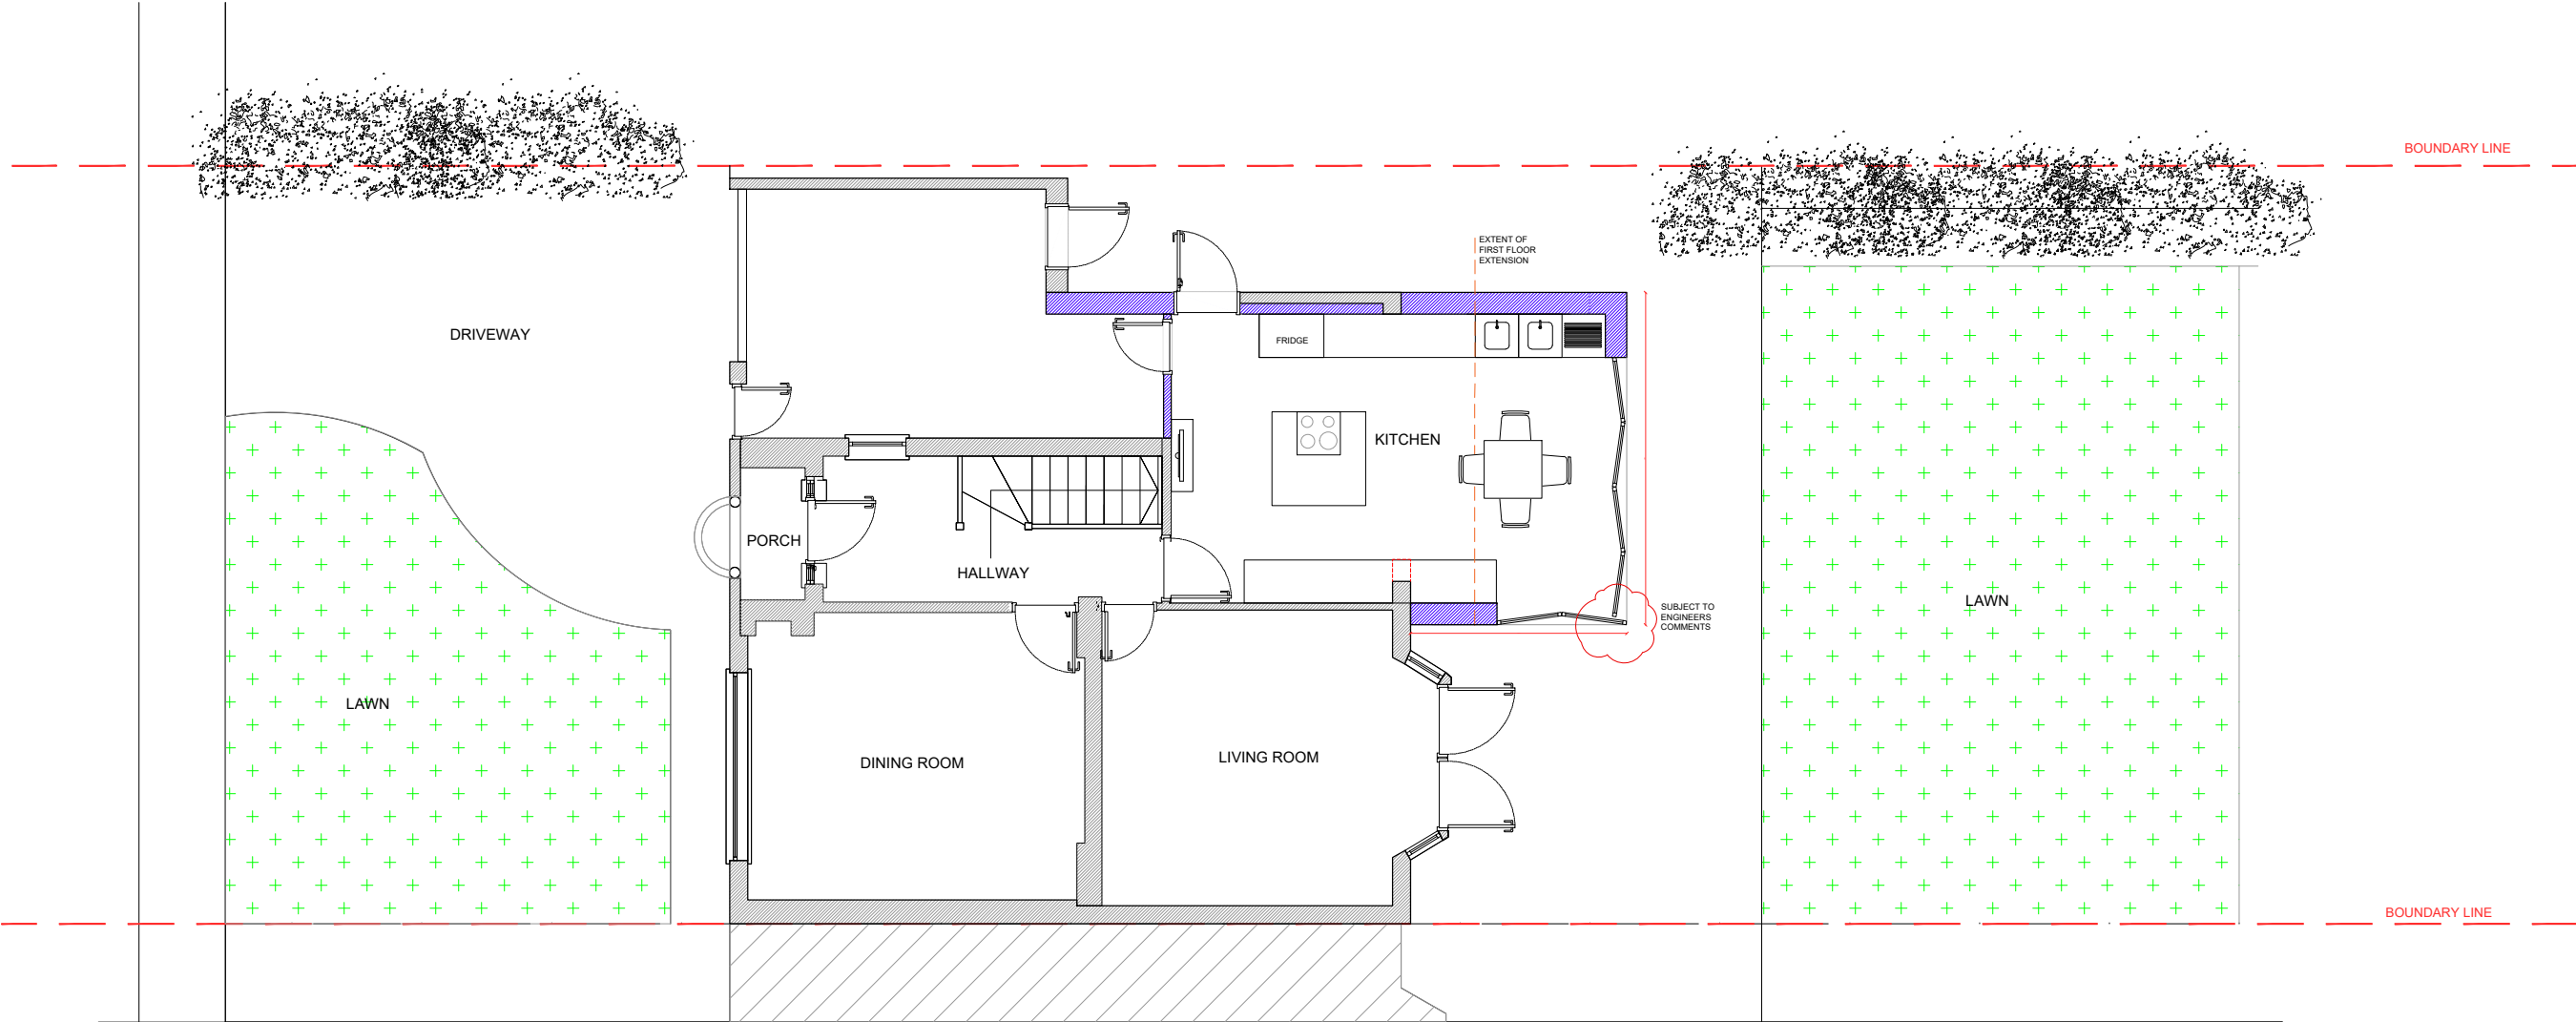 BOUNDARY LINE
EXTENT OF
FIRST FLOOR
EXTENSION
DRIVEWAY
FRIDGE
KITCHEN
PORCH
HALLWAY
LAWN
SUBJECT TO
ENGINEERS
COMMENTS
LAWN
DINING ROOM
LIVING ROOM
BOUNDARY LINE